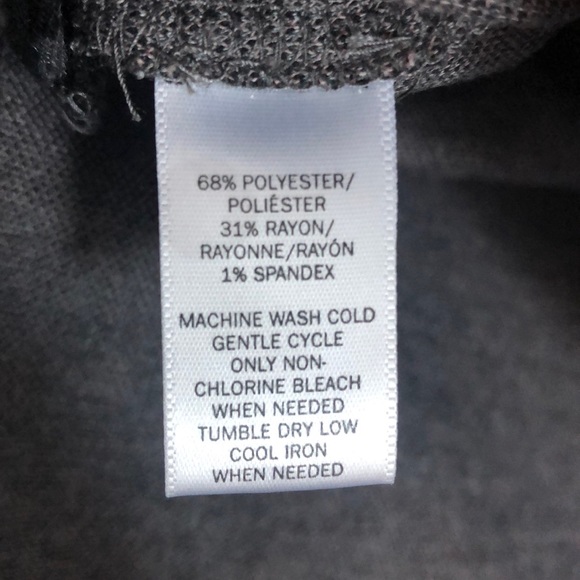 68% POLYESTER/
POLIÉSTER
31% RAYON/
RAYONNE/RAYÓN
1% SPANDEX
MACHINE WASH COLD
GENTLE CYCLE
ONLY NON-
CHLORINE BLEACH
WHEN NEEDED
TUMBLE DRY LOW
COOL IRON
WHEN NEEDED